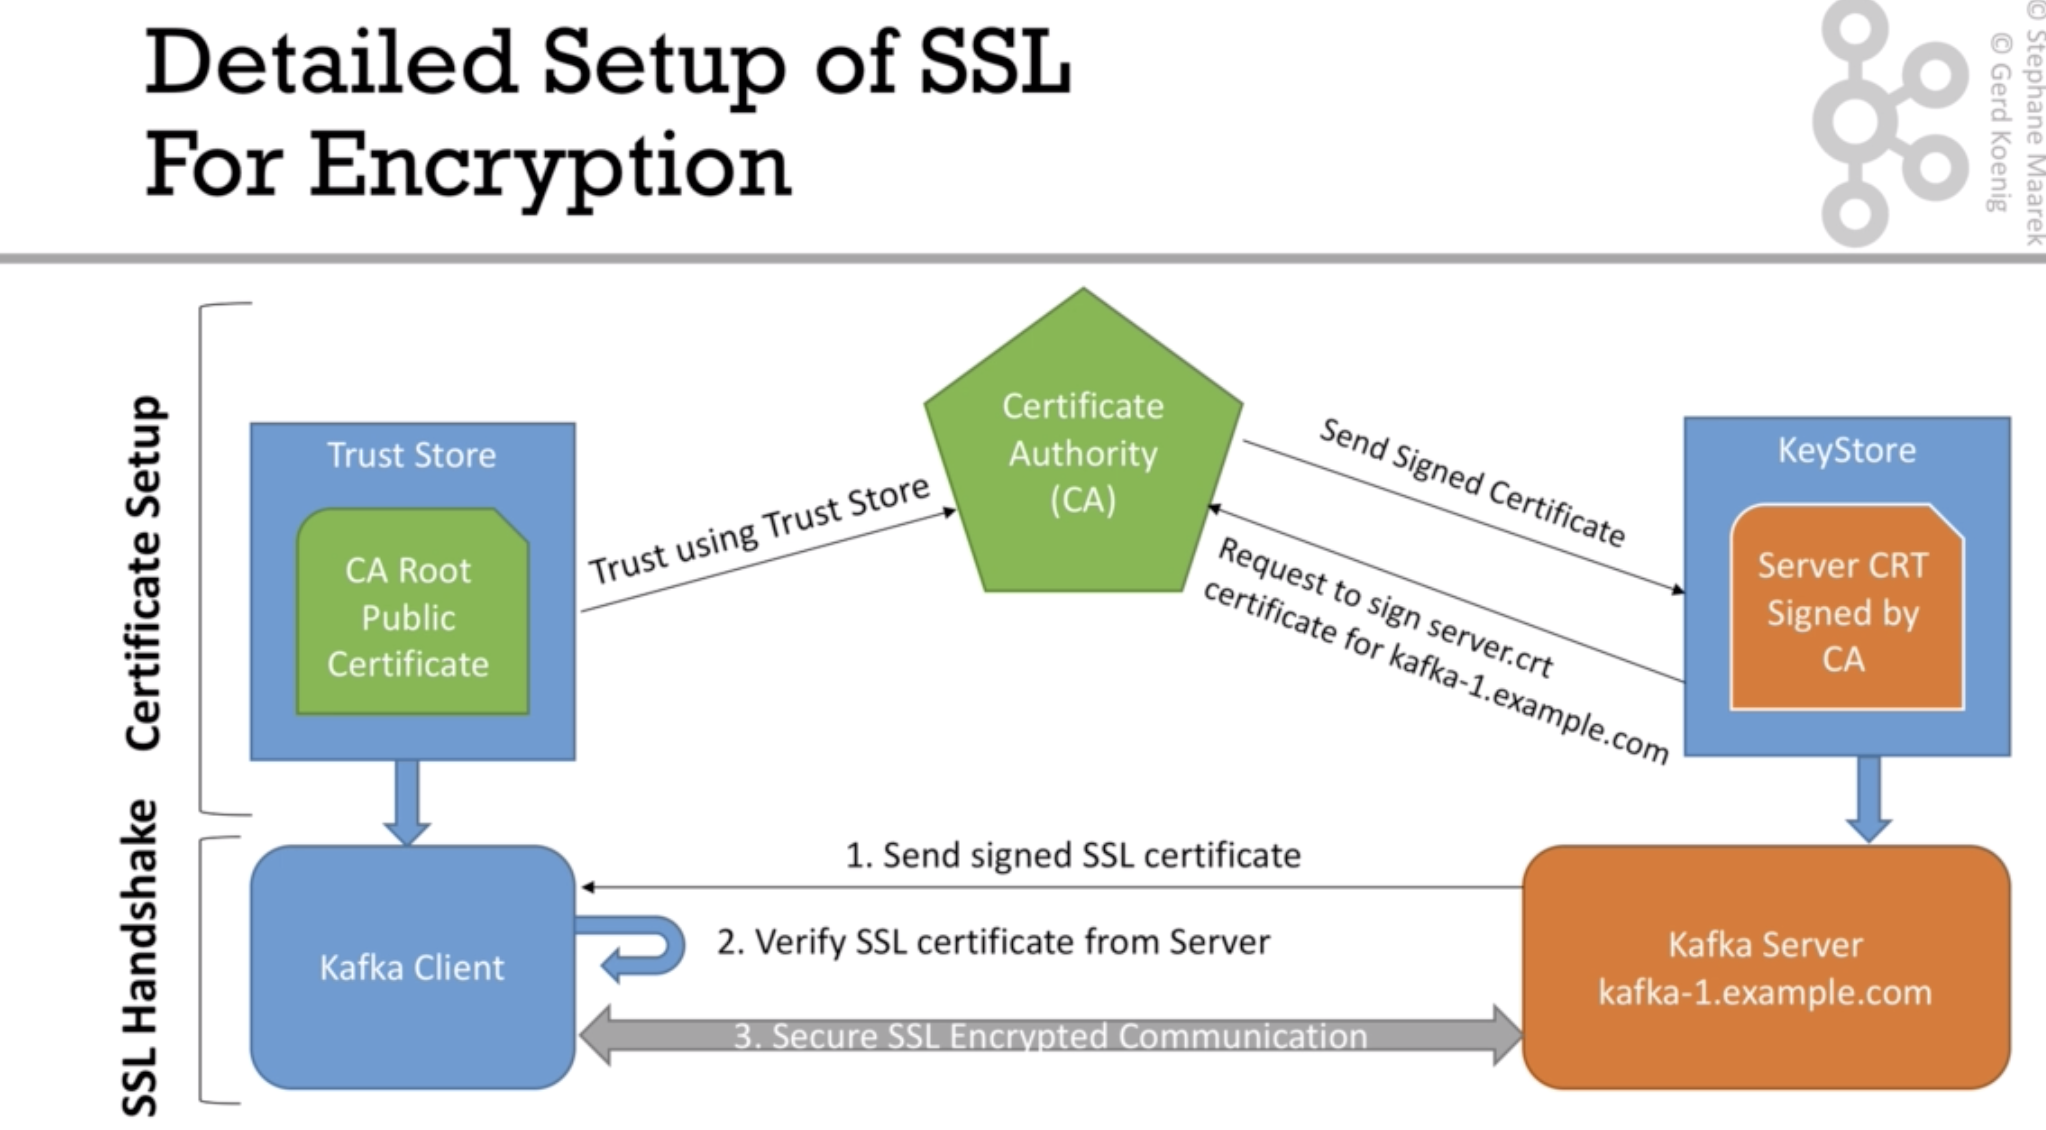 Detailed Setup of SSL
For Encryption
© Stephane Maarek
© Gerd Koenig
Certificate Setup
Trust Store
CA Root
Public
Certificate
Trust using Trust Store
Certificate
Authority
(CA)
Send Signed Certificate
Request to sign server.crt
certificate for kafka-1.example.com
KeyStore
Server CRT
Signed by
CA
SSL Handshake
Kafka Client
1. Send signed SSL certificate
2. Verify SSL certificate from Server
3. Secure SSL Encrypted Communication
Kafka Server
kafka-1.example.com